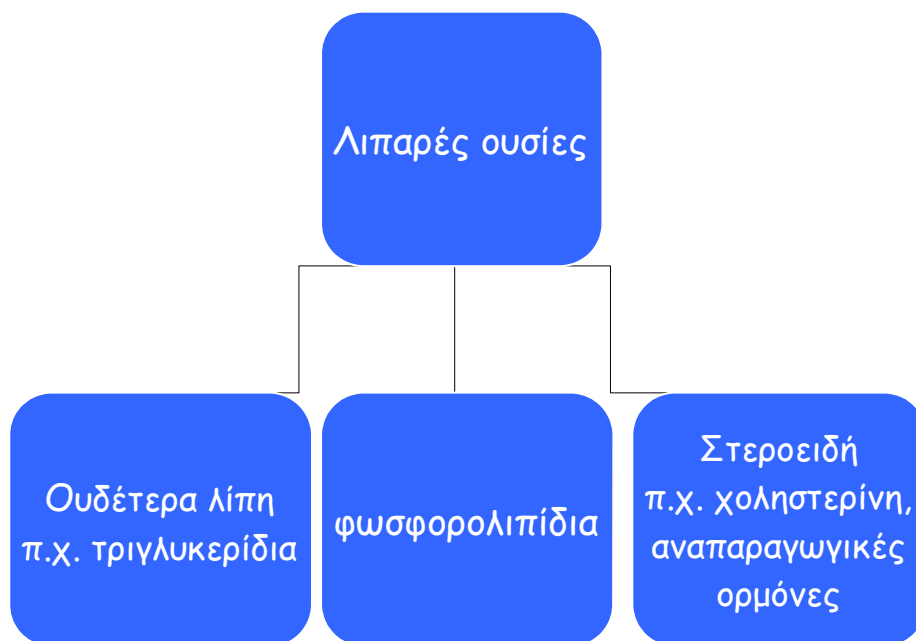 Λιπαρές ουσίες
Ουδέτερα λίπη
π.χ. τριγλυκερίδια
φωσφορολιπίδια
Στεροειδή
π.χ. χοληστερίνη,
αναπαραγωγικές
ορμόνες